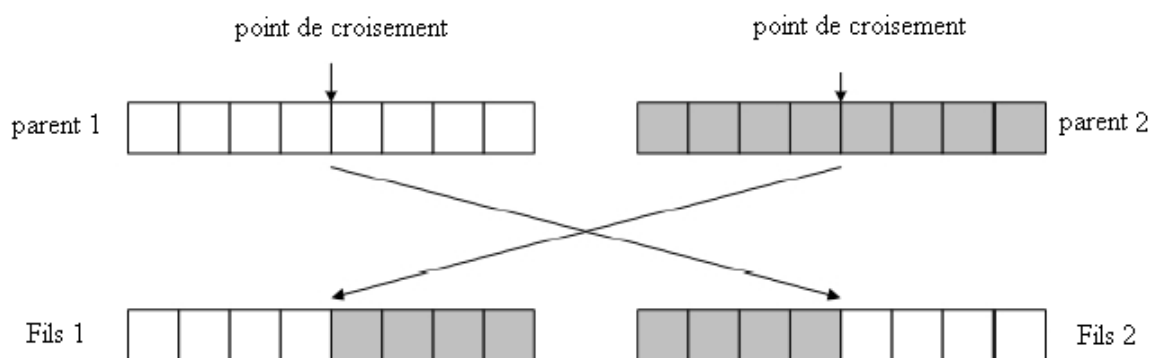 point de croisement
point de croisement
parent 1
parent 2
Fils 1
Fils 2